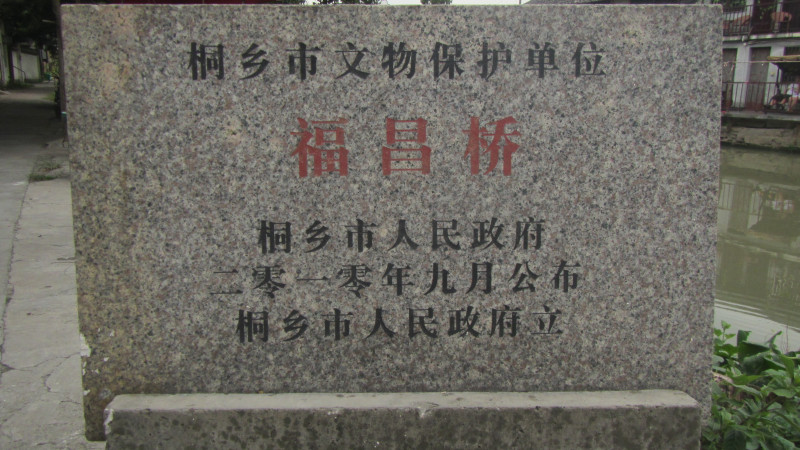 桐乡市文物保护单位
福昌桥
桐乡市人民政府
二零一零年九月公布
桐乡市人民政府立